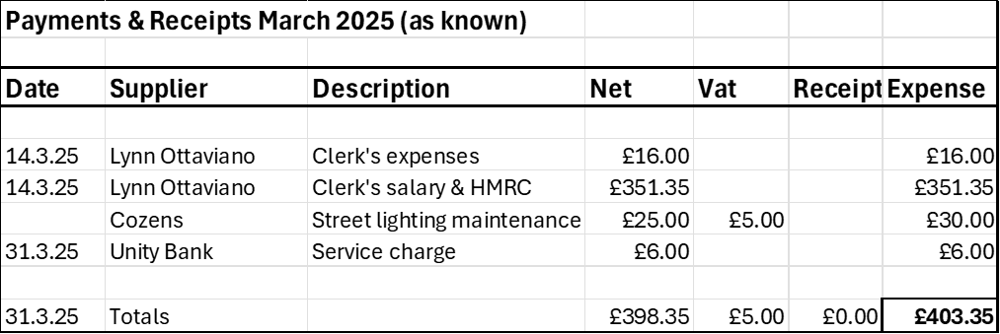 Payments & Receipts March 2025 (as known)
Date Supplier Description Net Vat Receipt Expense
14.3.25 Lynn Ottaviano Clerk's expenses £16.00 £16.00
14.3.25 Lynn Ottaviano Clerk's salary & HMRC £351.35 £351.35
Cozens Street lighting maintenance £25.00 £5.00 £30.00
31.3.25 Unity Bank Service charge £6.00 £6.00
31.3.25 Totals £398.35 £5.00 £0.00 £403.35